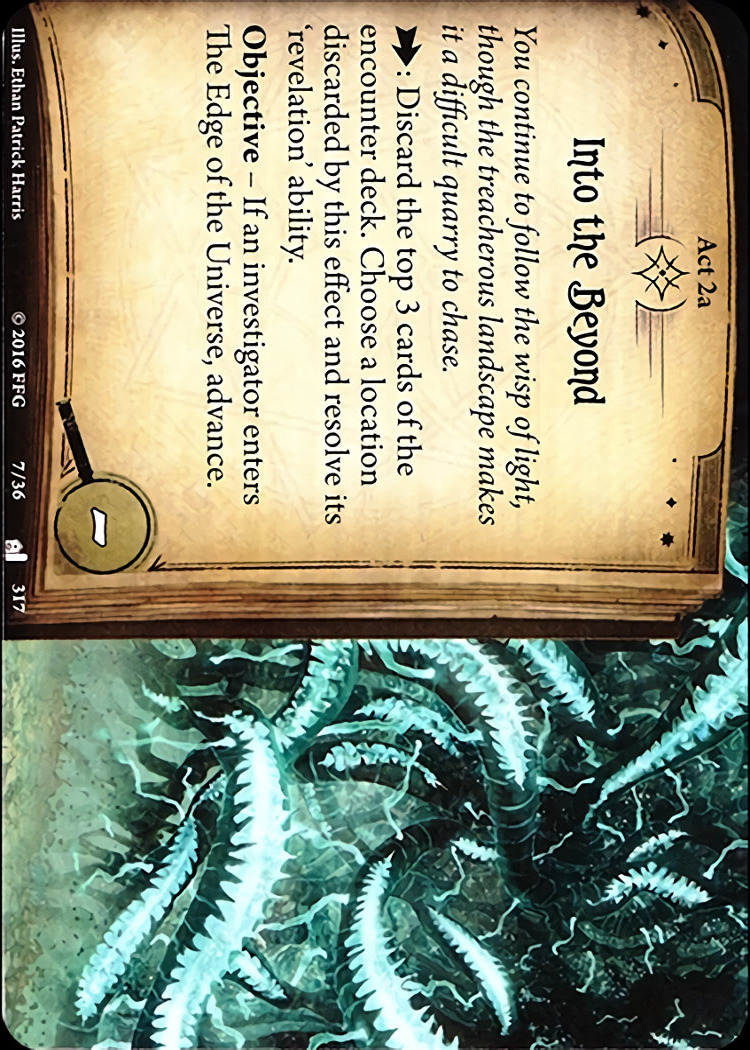 Act 2a
Into the Beyond
You continue to follow the wisp of light,
though the treacherous landscape makes
it a difficult quarry to chase.
: Discard the top 3 cards of the
encounter deck. Choose a location
discarded by this effect and resolve its
‘revelation’ ability.
Objective – If an investigator enters
The Edge of the Universe, advance.
–
Illus. Ethan Patrick Harris © 2016 FFG 7/36 317